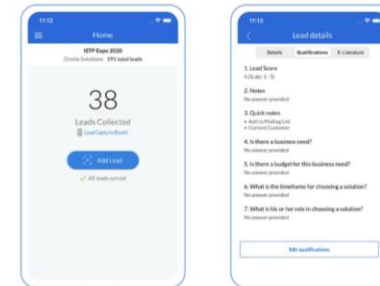 11:12
Home
ISTP Expo 2020
Onsite Solutions 191 total leads
38
Leads Collected
Lead Capture Booth
Add Lead
All leads synced
11:15
Lead details
Details
Qualifications
E-Literature
1. Lead Score
4 (Scale: 1 - 5)
2. Notes
No answer provided
3. Quick notes
• Add to Mailing List
• Current Customer
4. Is there a business need?
No answer provided
5. Is there a budget for this business need?
No answer provided
6. What is the timeframe for choosing a solution?
No answer provided
7. What is his or her role in choosing a solution?
No answer provided
Edit qualifications